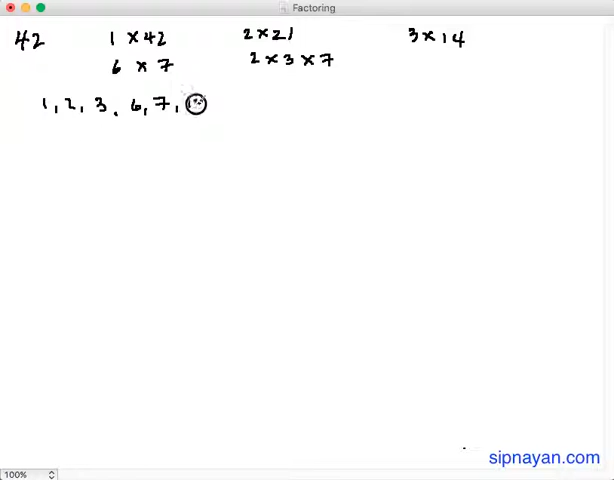 Factoring
42 1 x 42 2 x 21 3 x 14
6 x 7 2 x 3 x 7
1, 2, 3, 6, 7,
sipnayan.com
100%